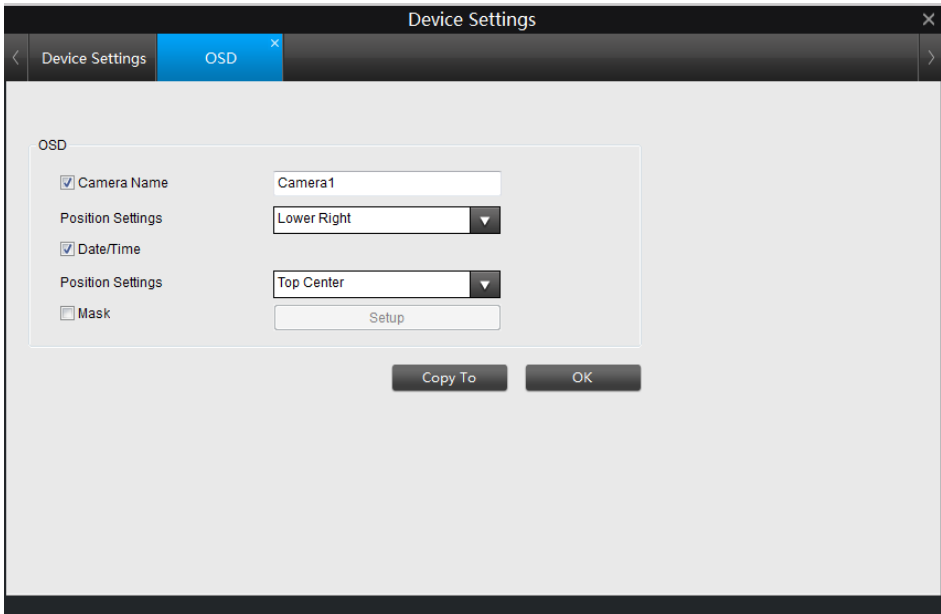 Device Settings
Device Settings
OSD
OSD
Camera Name
Camera1
Position Settings
Lower Right
Date/Time
Position Settings
Top Center
Mask
Setup
Copy To
OK